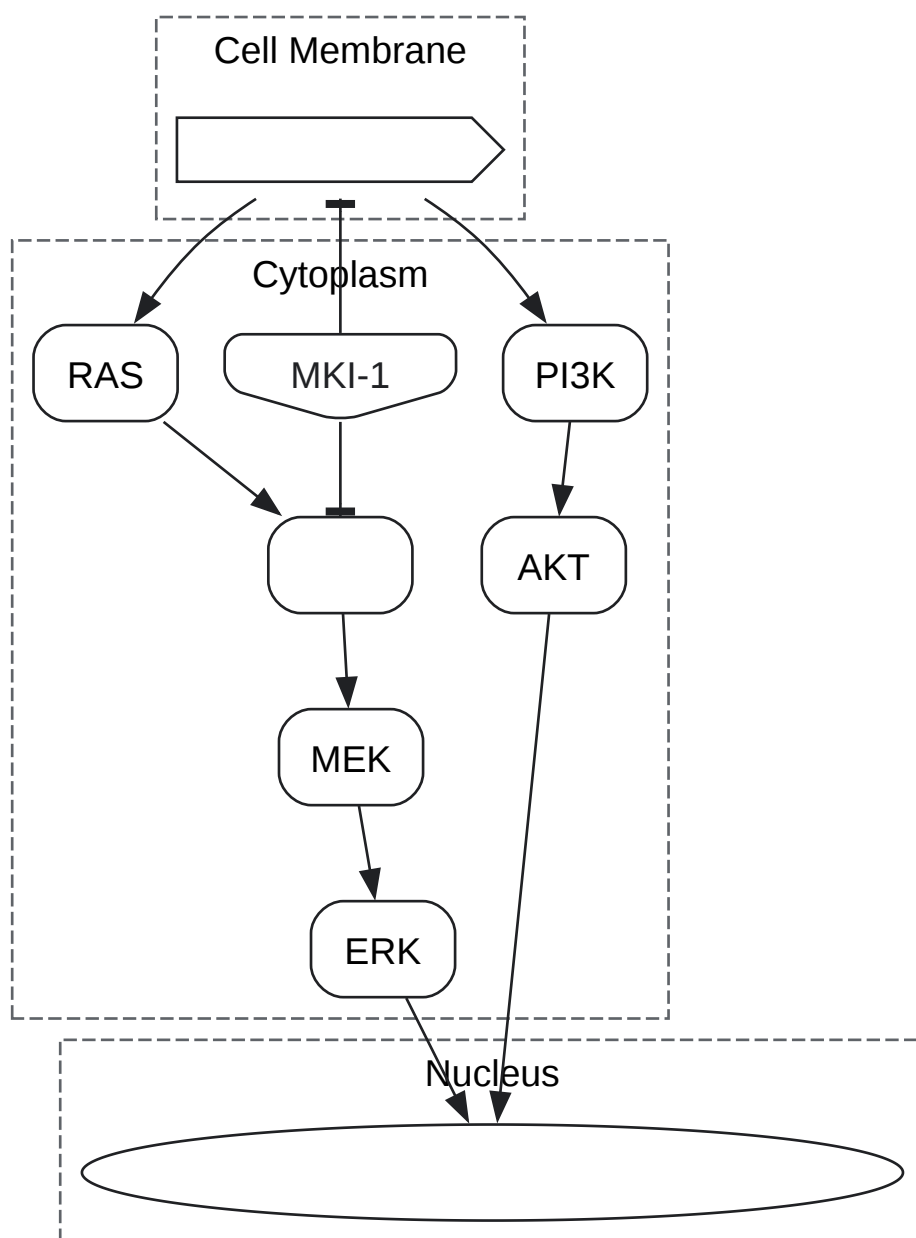 Cell Membrane
Cytoplasm
RAS
MKI-1
PI3K
AKT
MEK
ERK
Nucleus